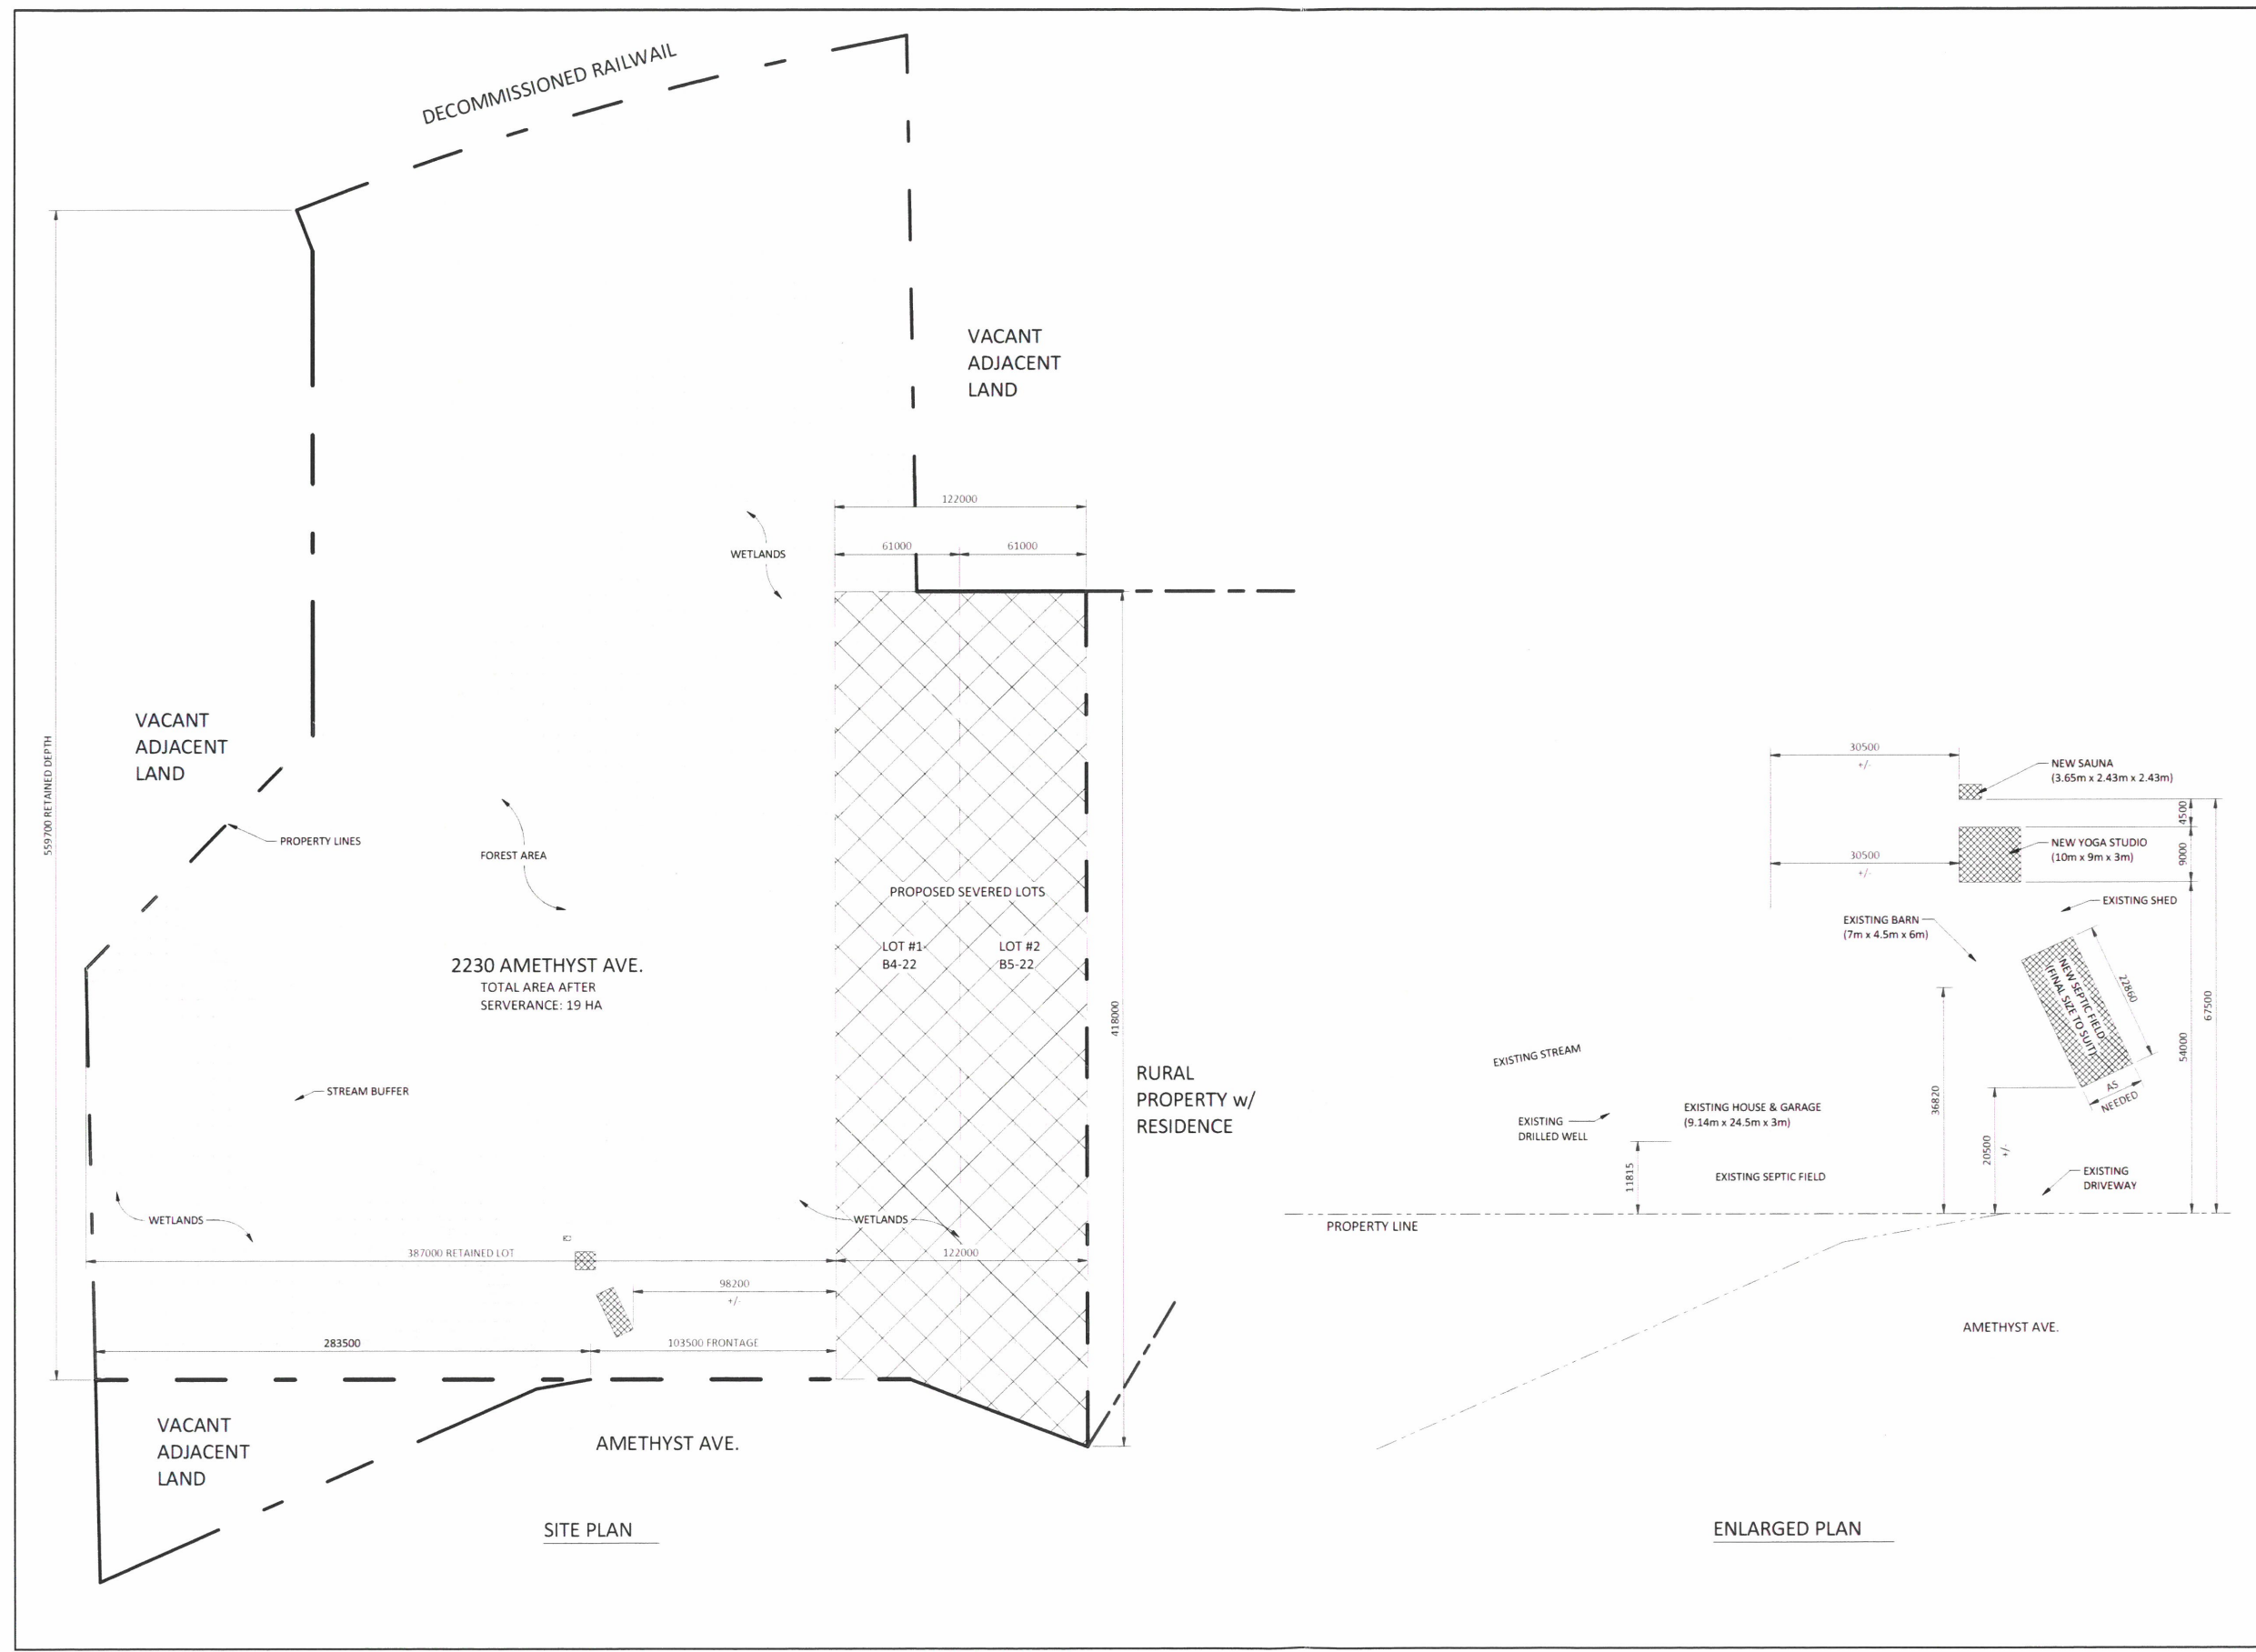 DECOMMISSIONED RAILWAIL
VACANT
ADJACENT
LAND
122000
61000
61000
WETLANDS
559700 RETAINED DEPTH
VACANT
ADJACENT
LAND
PROPERTY LINES
FOREST AREA
PROPOSED SEVERED LOTS
LOT #1
B4-22
LOT #2
B5-22
2230 AMETHYST AVE.
TOTAL AREA AFTER
SERVERANCE: 19 HA
418000
STREAM BUFFER
RURAL
PROPERTY w/
RESIDENCE
WETLANDS
WETLANDS
387000 RETAINED LOT
122000
98200
+/-
283500
103500 FRONTAGE
VACANT
ADJACENT
LAND
AMETHYST AVE.
SITE PLAN
30500
+/-
NEW SAUNA
(3.65m x 2.43m x 2.43m)
4500
30500
+/-
NEW YOGA STUDIO
(10m x 9m x 3m)
9000
EXISTING SHED
EXISTING BARN
(7m x 4.5m x 6m)
NEW SEPTIC FIELD
(FINAL SIZE TO SUIT)
22860
67500
54000
AS
NEEDED
EXISTING STREAM
36820
EXISTING
DRILLED WELL
EXISTING HOUSE & GARAGE
(9.14m x 24.5m x 3m)
11815
20500
+/-
EXISTING SEPTIC FIELD
EXISTING
DRIVEWAY
PROPERTY LINE
AMETHYST AVE.
ENLARGED PLAN